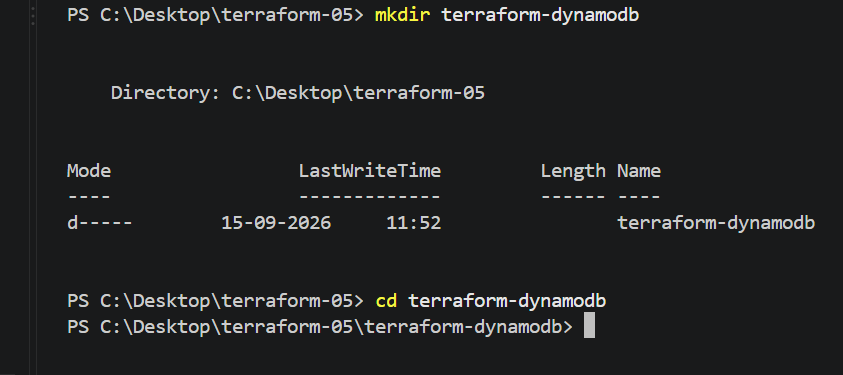 PS C:\Desktop\terraform-05> mkdir terraform-dynamodb
Directory: C:\Desktop\terraform-05
Mode                 LastWriteTime         Length Name
----                 -------------         ------ ----
d-----        15-09-2026     11:52                terraform-dynamodb
PS C:\Desktop\terraform-05> cd terraform-dynamodb
PS C:\Desktop\terraform-05\terraform-dynamodb>